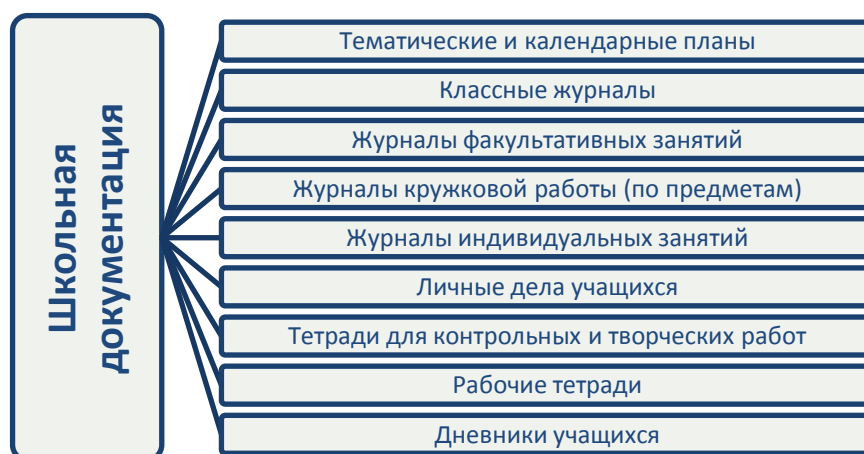 Школьная
документация
Тематические и календарные планы
Классные журналы
Журналы факультативных занятий
Журналы кружковой работы (по предметам)
Журналы индивидуальных занятий
Личные дела учащихся
Тетради для контрольных и творческих работ
Рабочие тетради
Дневники учащихся